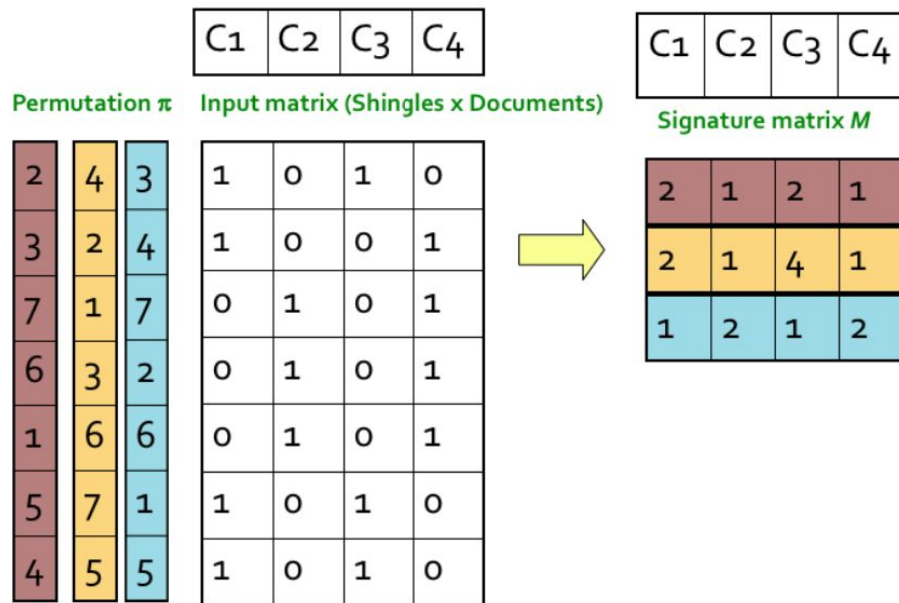 C1 C2 C3 C4
C1 C2 C3 C4
Permutation π Input matrix (Shingles x Documents)
Signature matrix M
2 4 3 1 0 1 0
3 2 4 1 0 0 1
7 1 7 0 1 0 1
6 3 2 0 1 0 1
1 6 6 0 1 0 1
5 7 1 1 0 1 0
4 5 5 1 0 1 0
2 1 2 1
2 1 4 1
1 2 1 2